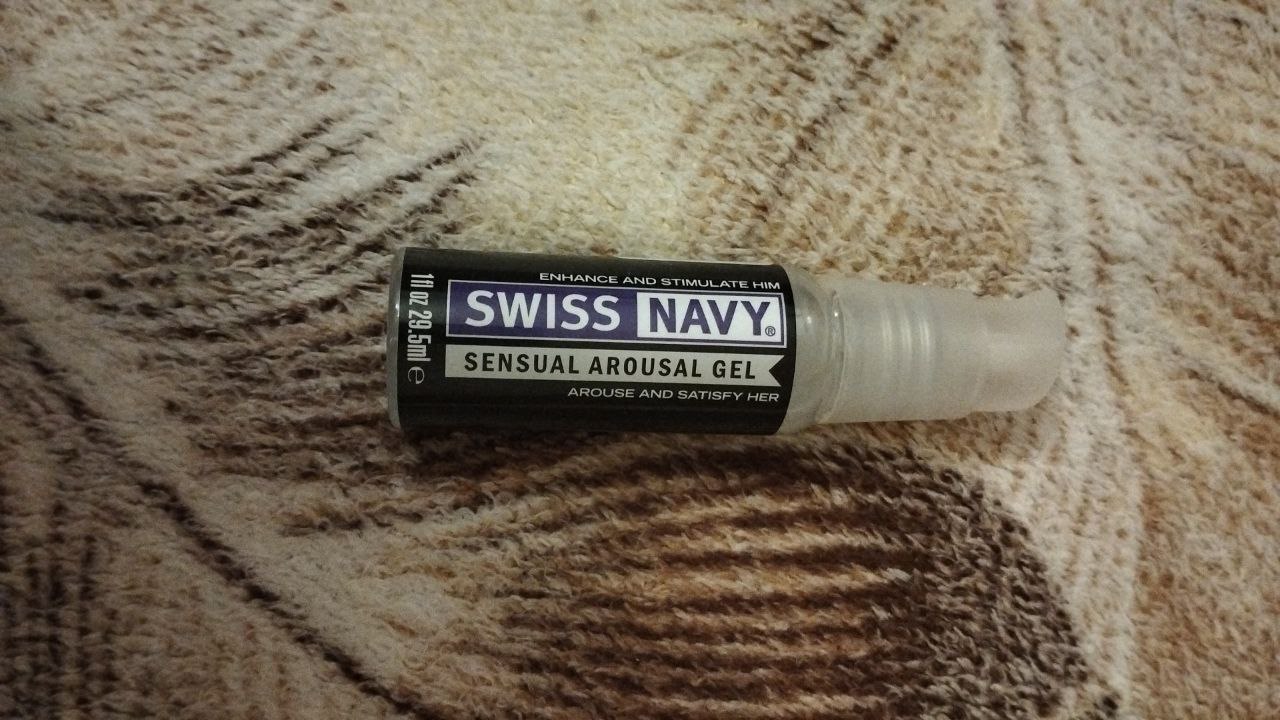 ENHANCE AND STIMULATE HIM
SWISS NAVY®
SENSUAL AROUSAL GEL
AROUSE AND SATISFY HER
1fl oz 29.5ml ℮